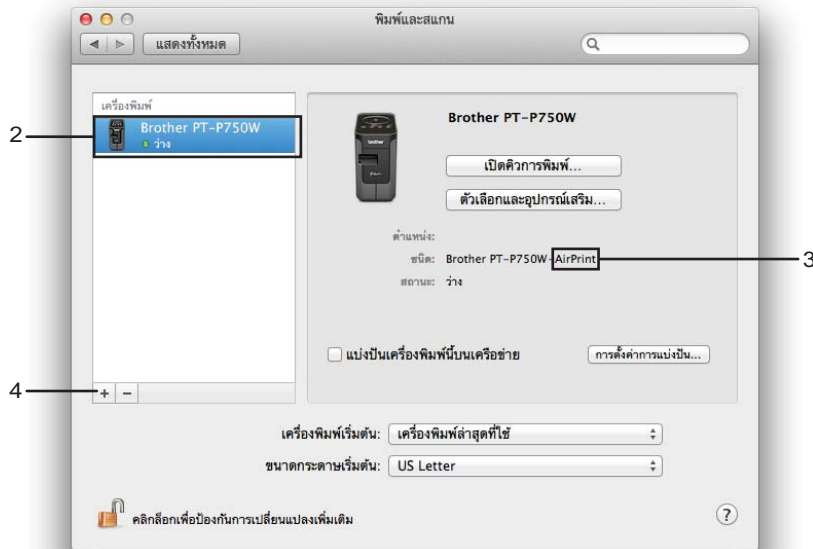 พิมพ์และสแกน
แสดงทั้งหมด
เครื่องพิมพ์
2
Brother PT-P750W
ว่าง
Brother PT-P750W
เปิดคิวการพิมพ์...
ตัวเลือกและอุปกรณ์เสริม...
ตำแหน่ง:
ชนิด: Brother PT-P750W-AirPrint
3
สถานะ: ว่าง
แบ่งปันเครื่องพิมพ์นี้บนเครือข่าย
การตั้งค่าการแบ่งปัน...
4
+ −
เครื่องพิมพ์เริ่มต้น: เครื่องพิมพ์ล่าสุดที่ใช้
ขนาดกระดาษเริ่มต้น: US Letter
คลิกล็อกเพื่อป้องกันการเปลี่ยนแปลงเพิ่มเติม
?